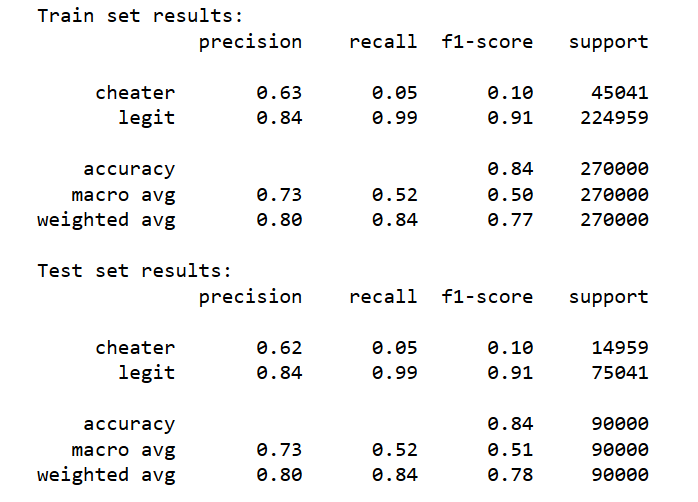 Train set results:
precision recall f1-score support
cheater 0.63 0.05 0.10 45041
legit 0.84 0.99 0.91 224959
accuracy 0.84 270000
macro avg 0.73 0.52 0.50 270000
weighted avg 0.80 0.84 0.77 270000
Test set results:
precision recall f1-score support
cheater 0.62 0.05 0.10 14959
legit 0.84 0.99 0.91 75041
accuracy 0.84 90000
macro avg 0.73 0.52 0.51 90000
weighted avg 0.80 0.84 0.78 90000